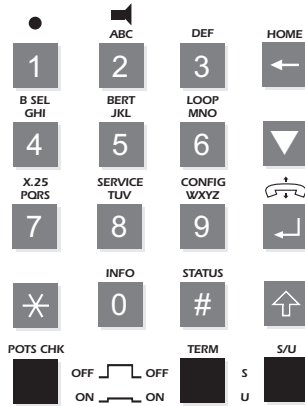 ABC DEF HOME
1 2 3
B SEL BERT LOOP
GHI JKL MNO
4 5 6
X.25 SERVICE CONFIG
PQRS TUV WXYZ
7 8 9
INFO STATUS
* 0 #
POTS CHK TERM S/U
OFF OFF S
ON ON U